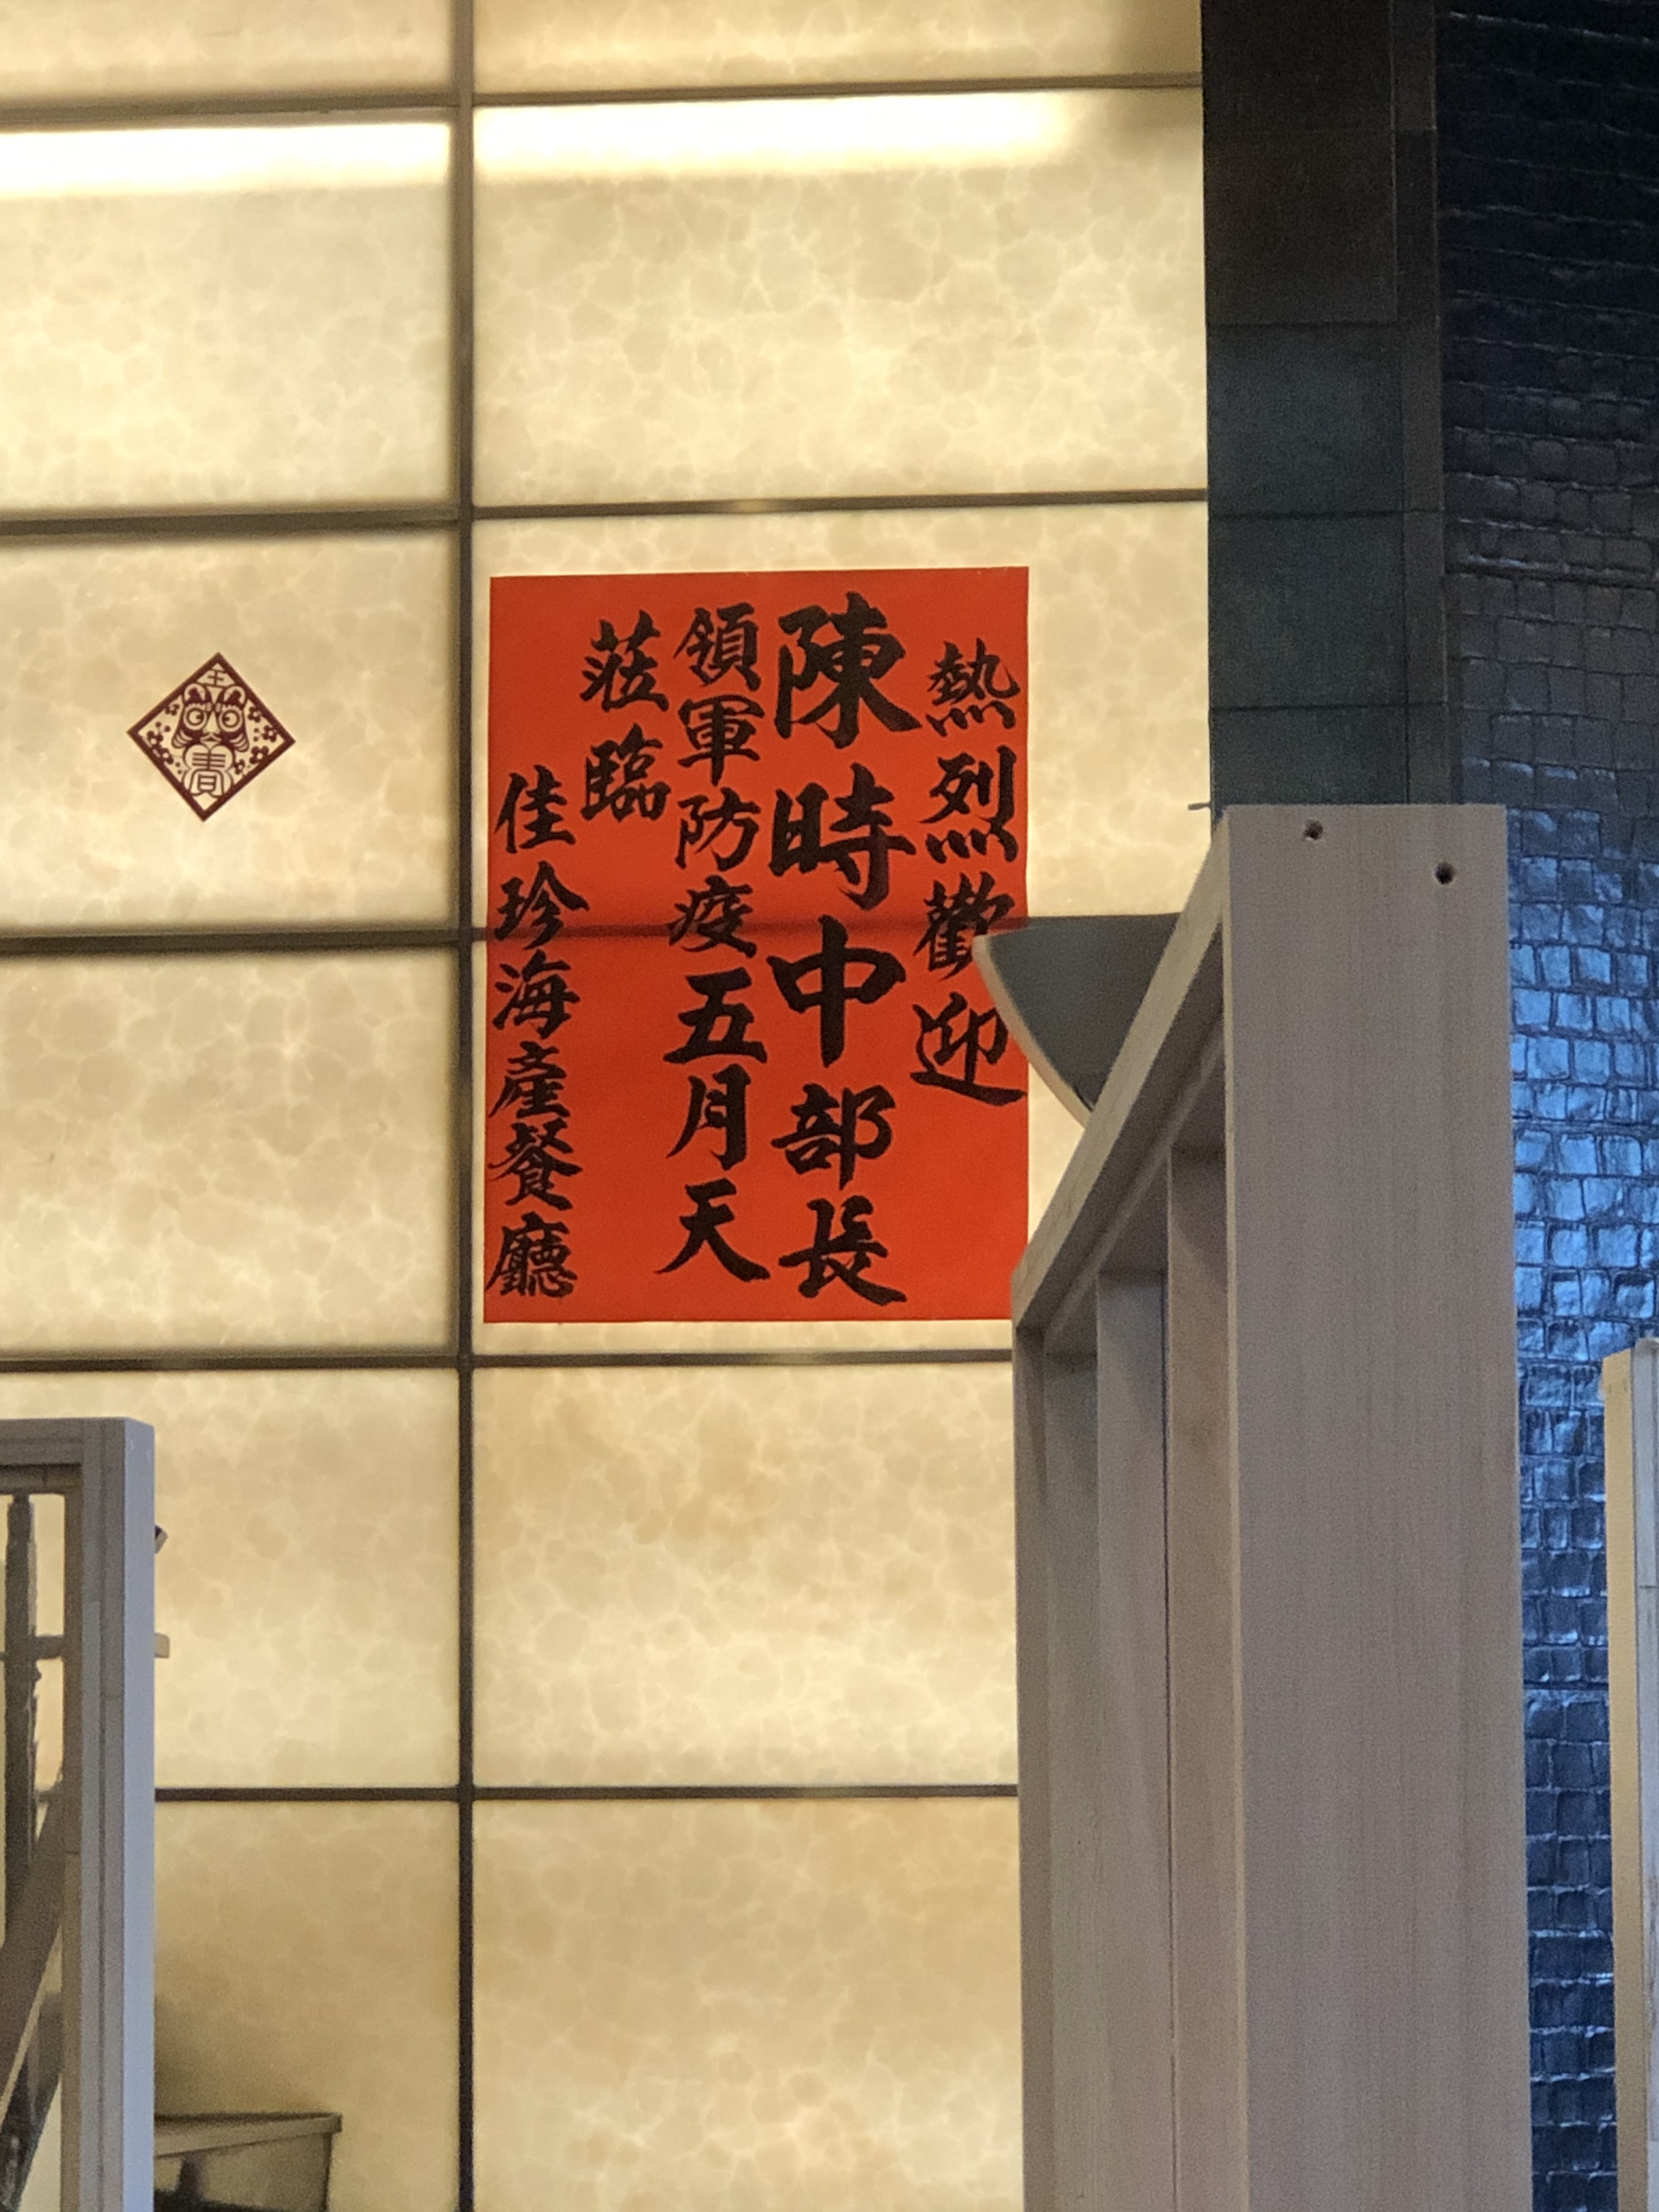 熱烈歡迎
陳時中部長
領軍防疫五月天
蒞臨
佳珍海產餐廳